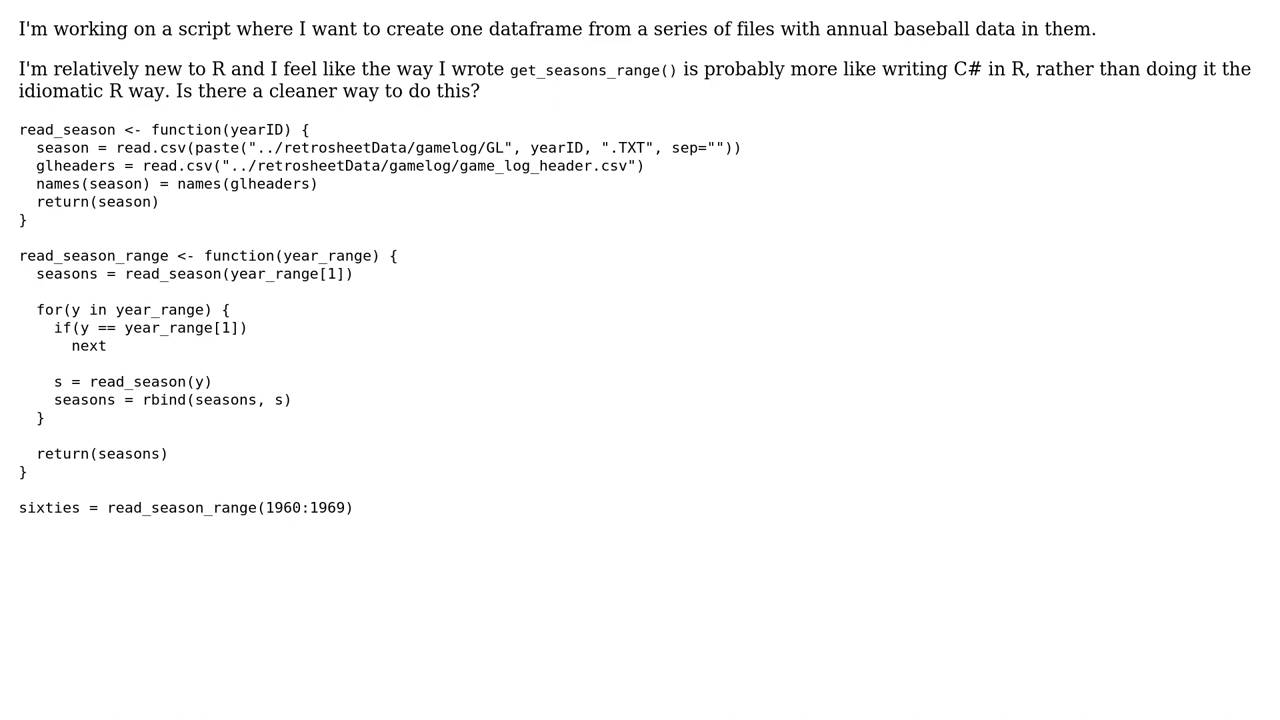 I'm working on a script where I want to create one dataframe from a series of files with annual baseball data in them.
I'm relatively new to R and I feel like the way I wrote get_seasons_range() is probably more like writing C# in R, rather than doing it the
idiomatic R way. Is there a cleaner way to do this?
read_season <- function(yearID) {
  season = read.csv(paste("../retrosheetData/gamelog/GL", yearID, ".TXT", sep=""))
  glheaders = read.csv("../retrosheetData/gamelog/game_log_header.csv")
  names(season) = names(glheaders)
  return(season)
}
read_season_range <- function(year_range) {
  seasons = read_season(year_range[1])
  for(y in year_range) {
    if(y == year_range[1])
      next
    s = read_season(y)
    seasons = rbind(seasons, s)
  }
  return(seasons)
}
sixties = read_season_range(1960:1969)